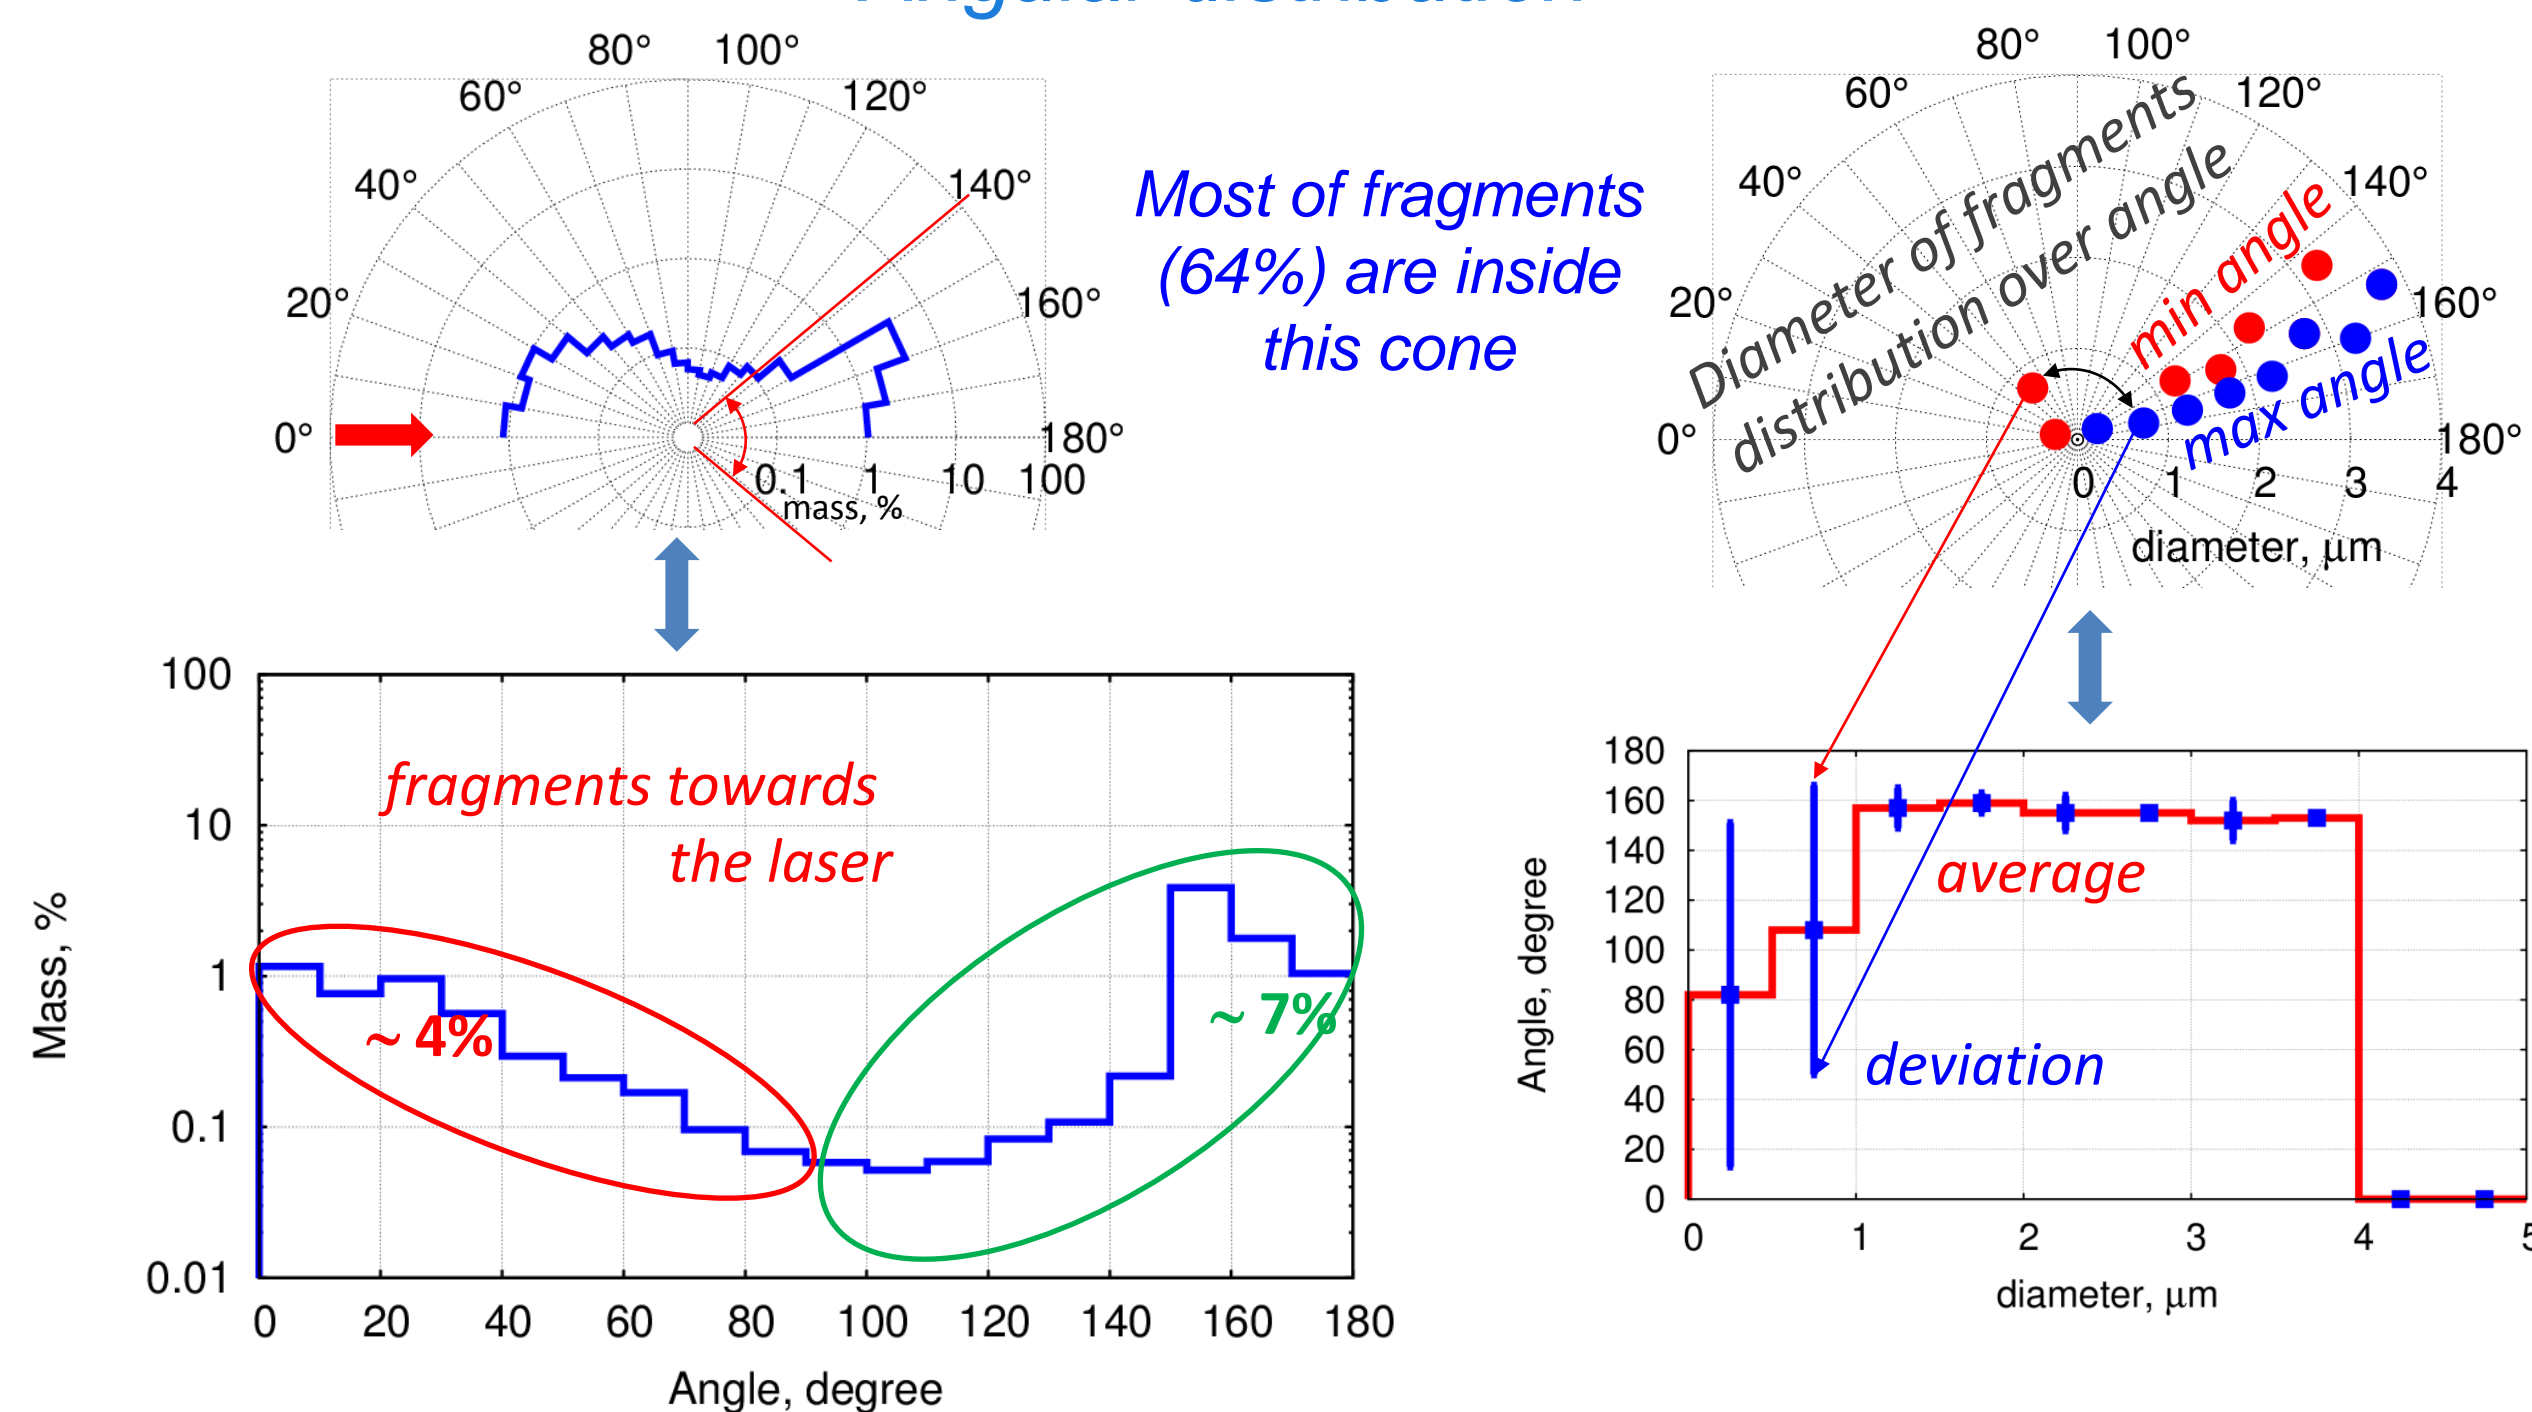 Angular distribution
80° 100°
60° 120°
40° 140°
20° 160°
0° 180°
0.1 1 10 100
mass, %
Most of fragments
(64%) are inside
this cone
80° 100°
60° 120°
40° 140°
20° 160°
0° 180°
Diameter of fragments
distribution over angle
min angle
max angle
0 1 2 3 4
diameter, µm
100
10
1
0.1
0.01
Mass, %
fragments towards
the laser
~ 4%
~ 7%
0 20 40 60 80 100 120 140 160 180
Angle, degree
180
160
140
120
100
80
60
40
20
0
Angle, degree
average
deviation
0 1 2 3 4 5
diameter, µm